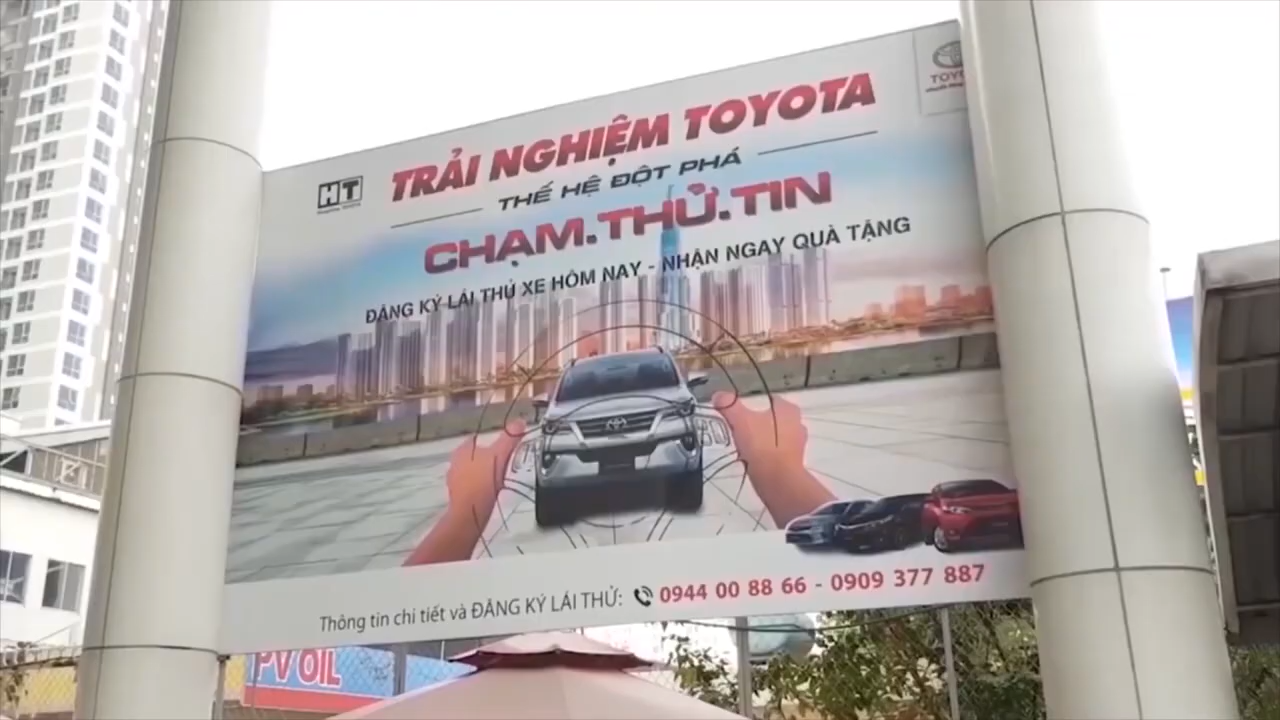 TRẢI NGHIỆM TOYOTA
THẾ HỆ ĐỘT PHÁ
HT
CHẠM.THỬ.TIN
ĐĂNG KÝ LÁI THỬ XE HÔM NAY - NHẬN NGAY QUÀ TẶNG
Thông tin chi tiết và ĐĂNG KÝ LÁI THỬ: 0944 00 88 66 - 0909 377 887
PV OIL